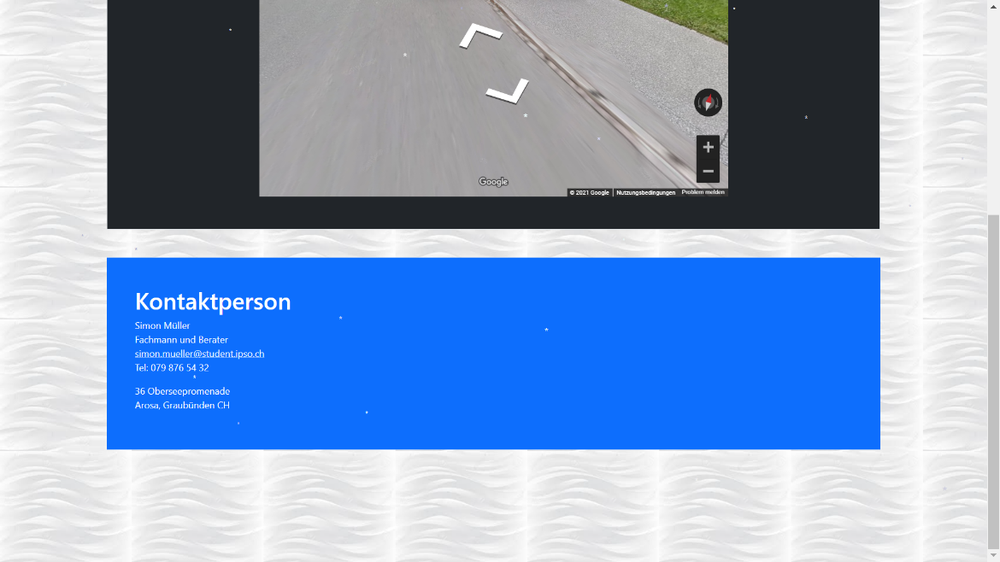 Google
© 2021 Google
Nutzungsbedingungen
Problem melden
Kontaktperson
Simon Müller
Fachmann und Berater
simon.mueller@student.ipso.ch
Tel: 079 876 54 32
36 Oberseepromenade
Arosa, Graubünden CH